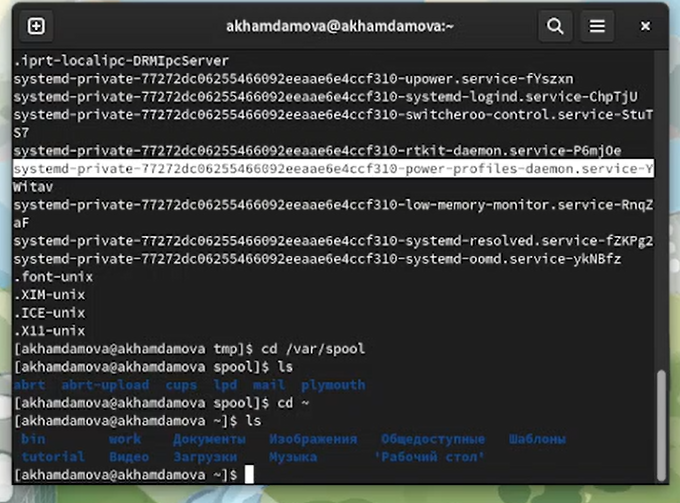 akhamdamova@akhamdamova:~
.iprt-localipc-DRMIpcServer
systemd-private-77272dc06255466092eeaae6e4ccf310-upower.service-fYszxn
systemd-private-77272dc06255466092eeaae6e4ccf310-systemd-logind.service-ChpTjU
systemd-private-77272dc06255466092eeaae6e4ccf310-switcheroo-control.service-StuT
S7
systemd-private-77272dc06255466092eeaae6e4ccf310-rtkit-daemon.service-P6mjOe
systemd-private-77272dc06255466092eeaae6e4ccf310-power-profiles-daemon.service-Y
Witav
systemd-private-77272dc06255466092eeaae6e4ccf310-low-memory-monitor.service-RnqZ
aF
systemd-private-77272dc06255466092eeaae6e4ccf310-systemd-resolved.service-fZKPg2
systemd-private-77272dc06255466092eeaae6e4ccf310-systemd-oomd.service-ykNBfz
.font-unix
.XIM-unix
.ICE-unix
.X11-unix
[akhamdamova@akhamdamova tmp]$ cd /var/spool
[akhamdamova@akhamdamova spool]$ ls
abrt abrt-upload cups lpd mail plymouth
[akhamdamova@akhamdamova spool]$ cd ~
[akhamdamova@akhamdamova ~]$ ls
bin work Документы Изображения Общедоступные Шаблоны
tutorial Видео Загрузки Музыка 'Рабочий стол'
[akhamdamova@akhamdamova ~]$